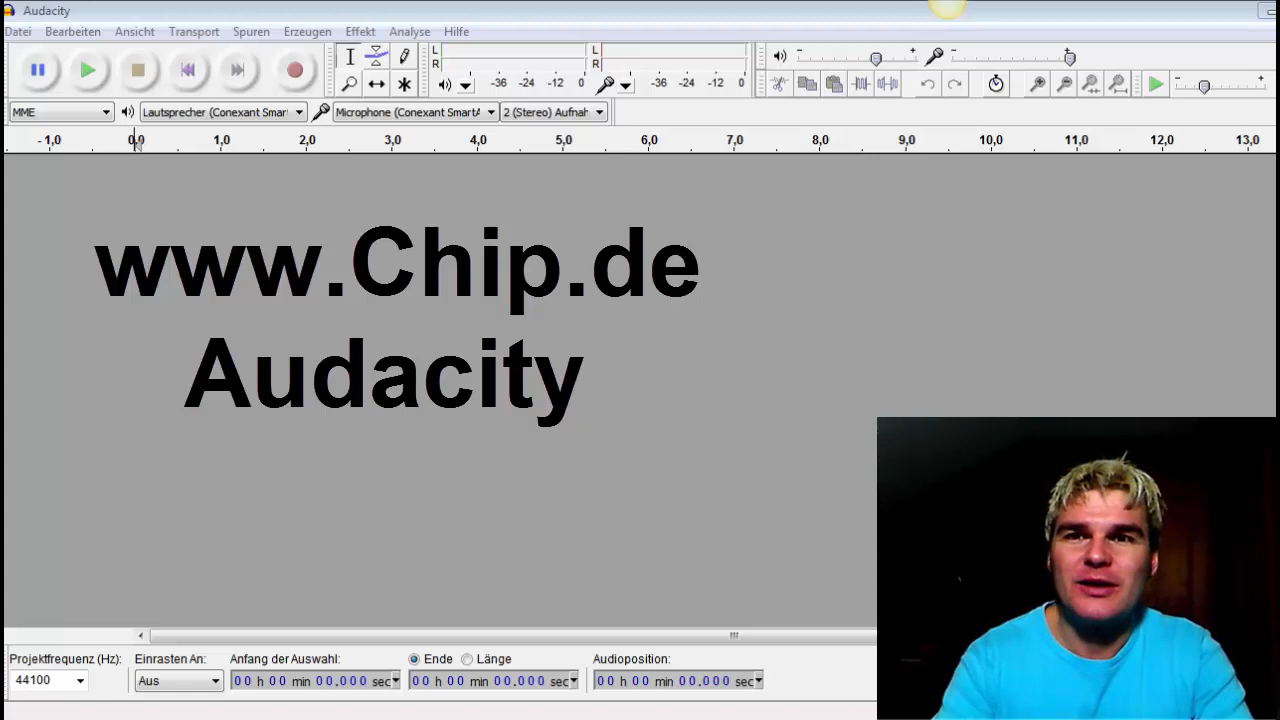 Audacity
Datei Bearbeiten Ansicht Transport Spuren Erzeugen Effekt Analyse Hilfe
L L
R R
-36 -24 -12 0 -36 -24 -12 0
MME Lautsprecher (Conexant Smart Microphone (Conexant SmartA 2 (Stereo) Aufnah
-1,0 0,0 1,0 2,0 3,0 4,0 5,0 6,0 7,0 8,0 9,0 10,0 11,0 12,0 13,0
www.Chip.de
Audacity
Projektfrequenz (Hz): Einrasten An: Anfang der Auswahl: Ende Länge Audioposition:
44100 Aus 00 h 00 min 00.000 sec 00 h 00 min 00.000 sec 00 h 00 min 00.000 sec